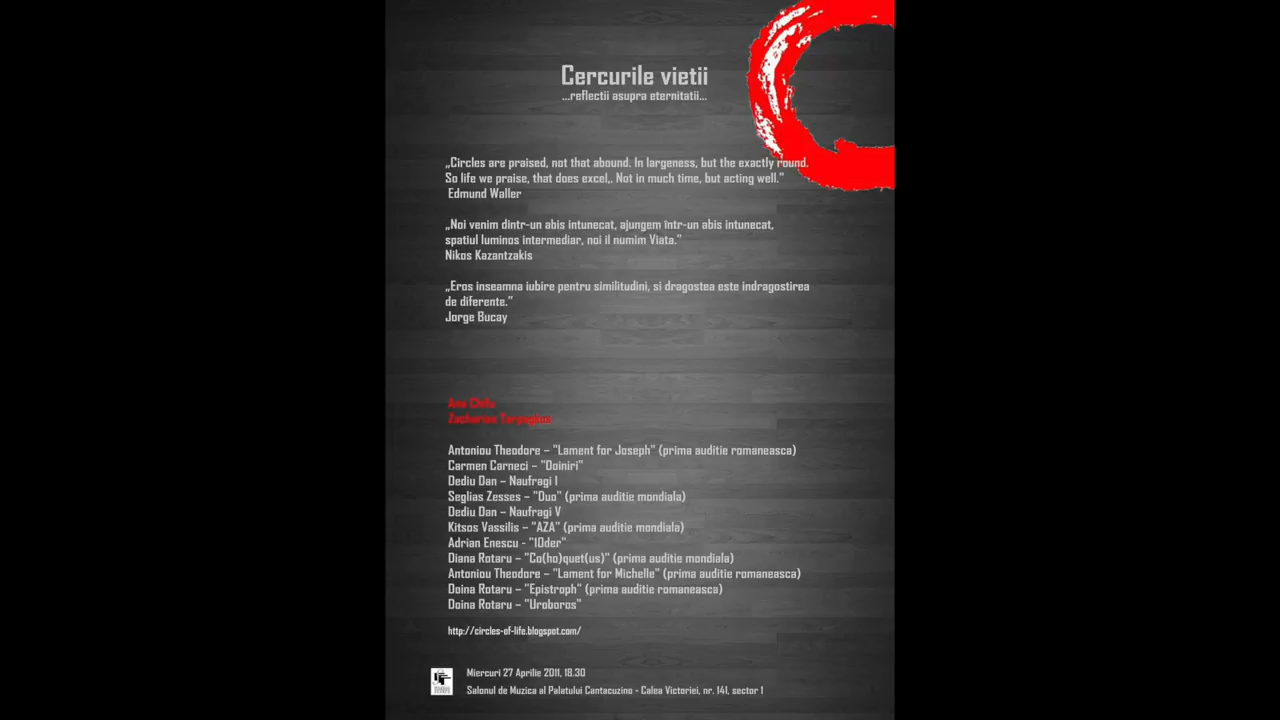 Cercurile vietii
...reflectii asupra eternitatii...
„Circles are praised, not that abound. In largeness, but the exactly round.
So life we praise, that does excel,. Not in much time, but acting well."
Edmund Waller
„Noi venim dintr-un abis intunecat, ajungem într-un abis intunecat,
spatiul luminos intermediar, noi îl numim Viata."
Nikos Kazantzakis
„Eros inseamna iubire pentru similitudini, si dragostea este indragostirea
de diferente."
Jorge Bucay
Ana Chifu
Zacharias Tarpagkos
Antoniou Theodore – "Lament for Joseph" (prima auditie romaneasca)
Carmen Carneci – "Doiniri"
Dediu Dan – Naufragi I
Seglias Zesses – "Duo" (prima auditie mondiala)
Dediu Dan – Naufragi V
Kitsos Vassilis – "AZA" (prima auditie mondiala)
Adrian Enescu - "10der"
Diana Rotaru – "Co(ho)quet(us)" (prima auditie mondiala)
Antoniou Theodore – "Lament for Michelle" (prima auditie romaneasca)
Doina Rotaru – "Epistroph" (prima auditie romaneasca)
Doina Rotaru – "Uroboros"
http://circles-of-life.blogspot.com/
Miercuri 27 Aprilie 2011, 18.30
Salonul de Muzica al Palatului Cantacuzino - Calea Victoriei, nr. 141, sector 1